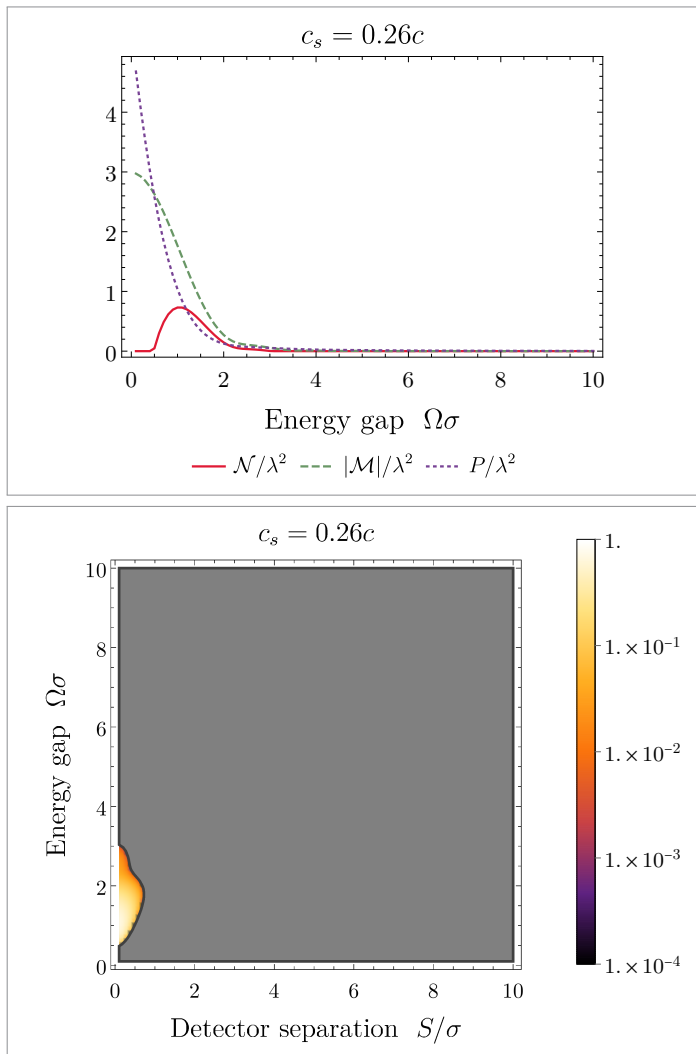 c_s = 0.26c
4
3
2
1
0
0 2 4 6 8 10
Energy gap Ωσ
𝒩/λ² |ℳ|/λ² P/λ²
c_s = 0.26c
10
8
6
4
2
0
Energy gap Ωσ
0 2 4 6 8 10
Detector separation S/σ
1.
1.×10⁻¹
1.×10⁻²
1.×10⁻³
1.×10⁻⁴